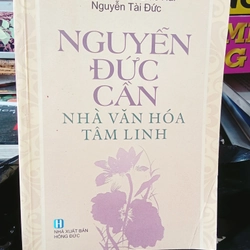 Nguyễn Tài Đức
NGUYỄN
ĐỨC
CẦN
NHÀ VĂN HÓA
TÂM LINH
NHÀ XUẤT BẢN
HỒNG ĐỨC